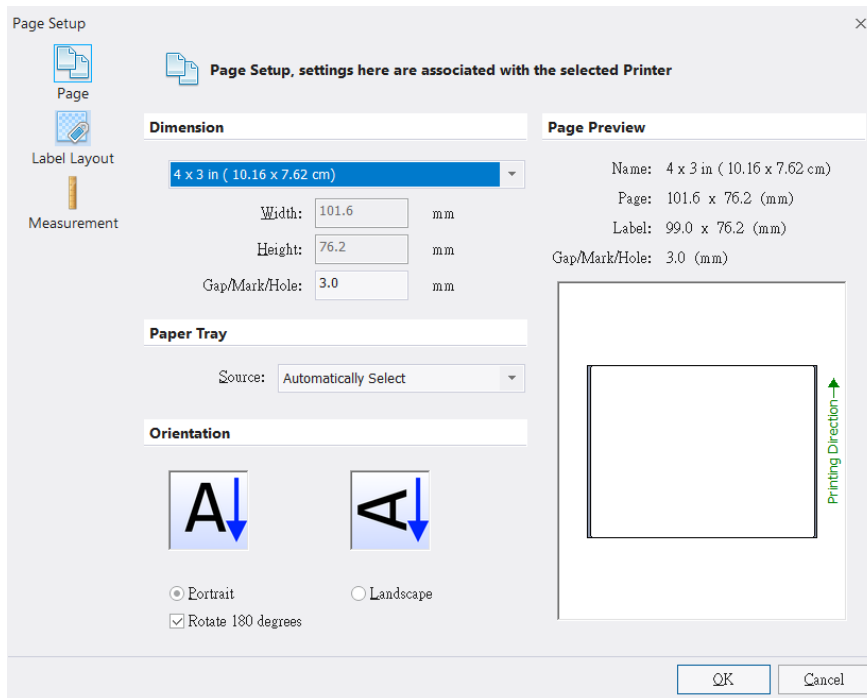 Page Setup
Page
Label Layout
Measurement
Page Setup, settings here are associated with the selected Printer
Dimension
4 x 3 in ( 10.16 x 7.62 cm)
Width: 101.6 mm
Height: 76.2 mm
Gap/Mark/Hole: 3.0 mm
Paper Tray
Source: Automatically Select
Orientation
A
A
Portrait
Landscape
Rotate 180 degrees
Page Preview
Name: 4 x 3 in ( 10.16 x 7.62 cm)
Page: 101.6 x 76.2 (mm)
Label: 99.0 x 76.2 (mm)
Gap/Mark/Hole: 3.0 (mm)
Printing Direction
OK
Cancel